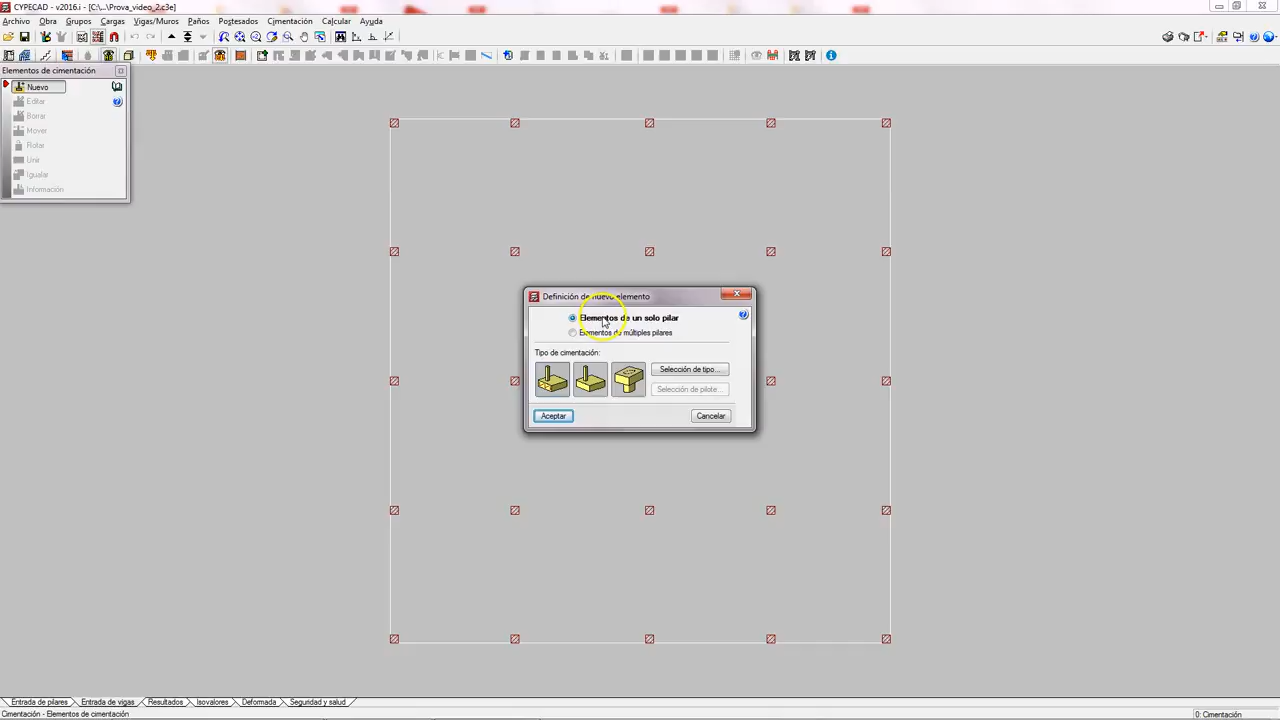 CYPECAD - v2016.i - [C:\...\Prova_video_2.c3e]
Archivo Obra Grupos Cargas Vigas/Muros Paños Postesados Cimentación Calcular Ayuda
Elementos de cimentación
Nuevo
Editar
Borrar
Mover
Rotar
Unir
Igualar
Información
Definición de nuevo elemento
Elementos de un solo pilar
Elementos de múltiples pilares
Tipo de cimentación:
Selección de tipo...
Selección de pilote...
Aceptar Cancelar
Entrada de pilares Entrada de vigas Resultados Isovalores Deformada Seguridad y salud
Cimentación - Elementos de cimentación 0: Cimentación